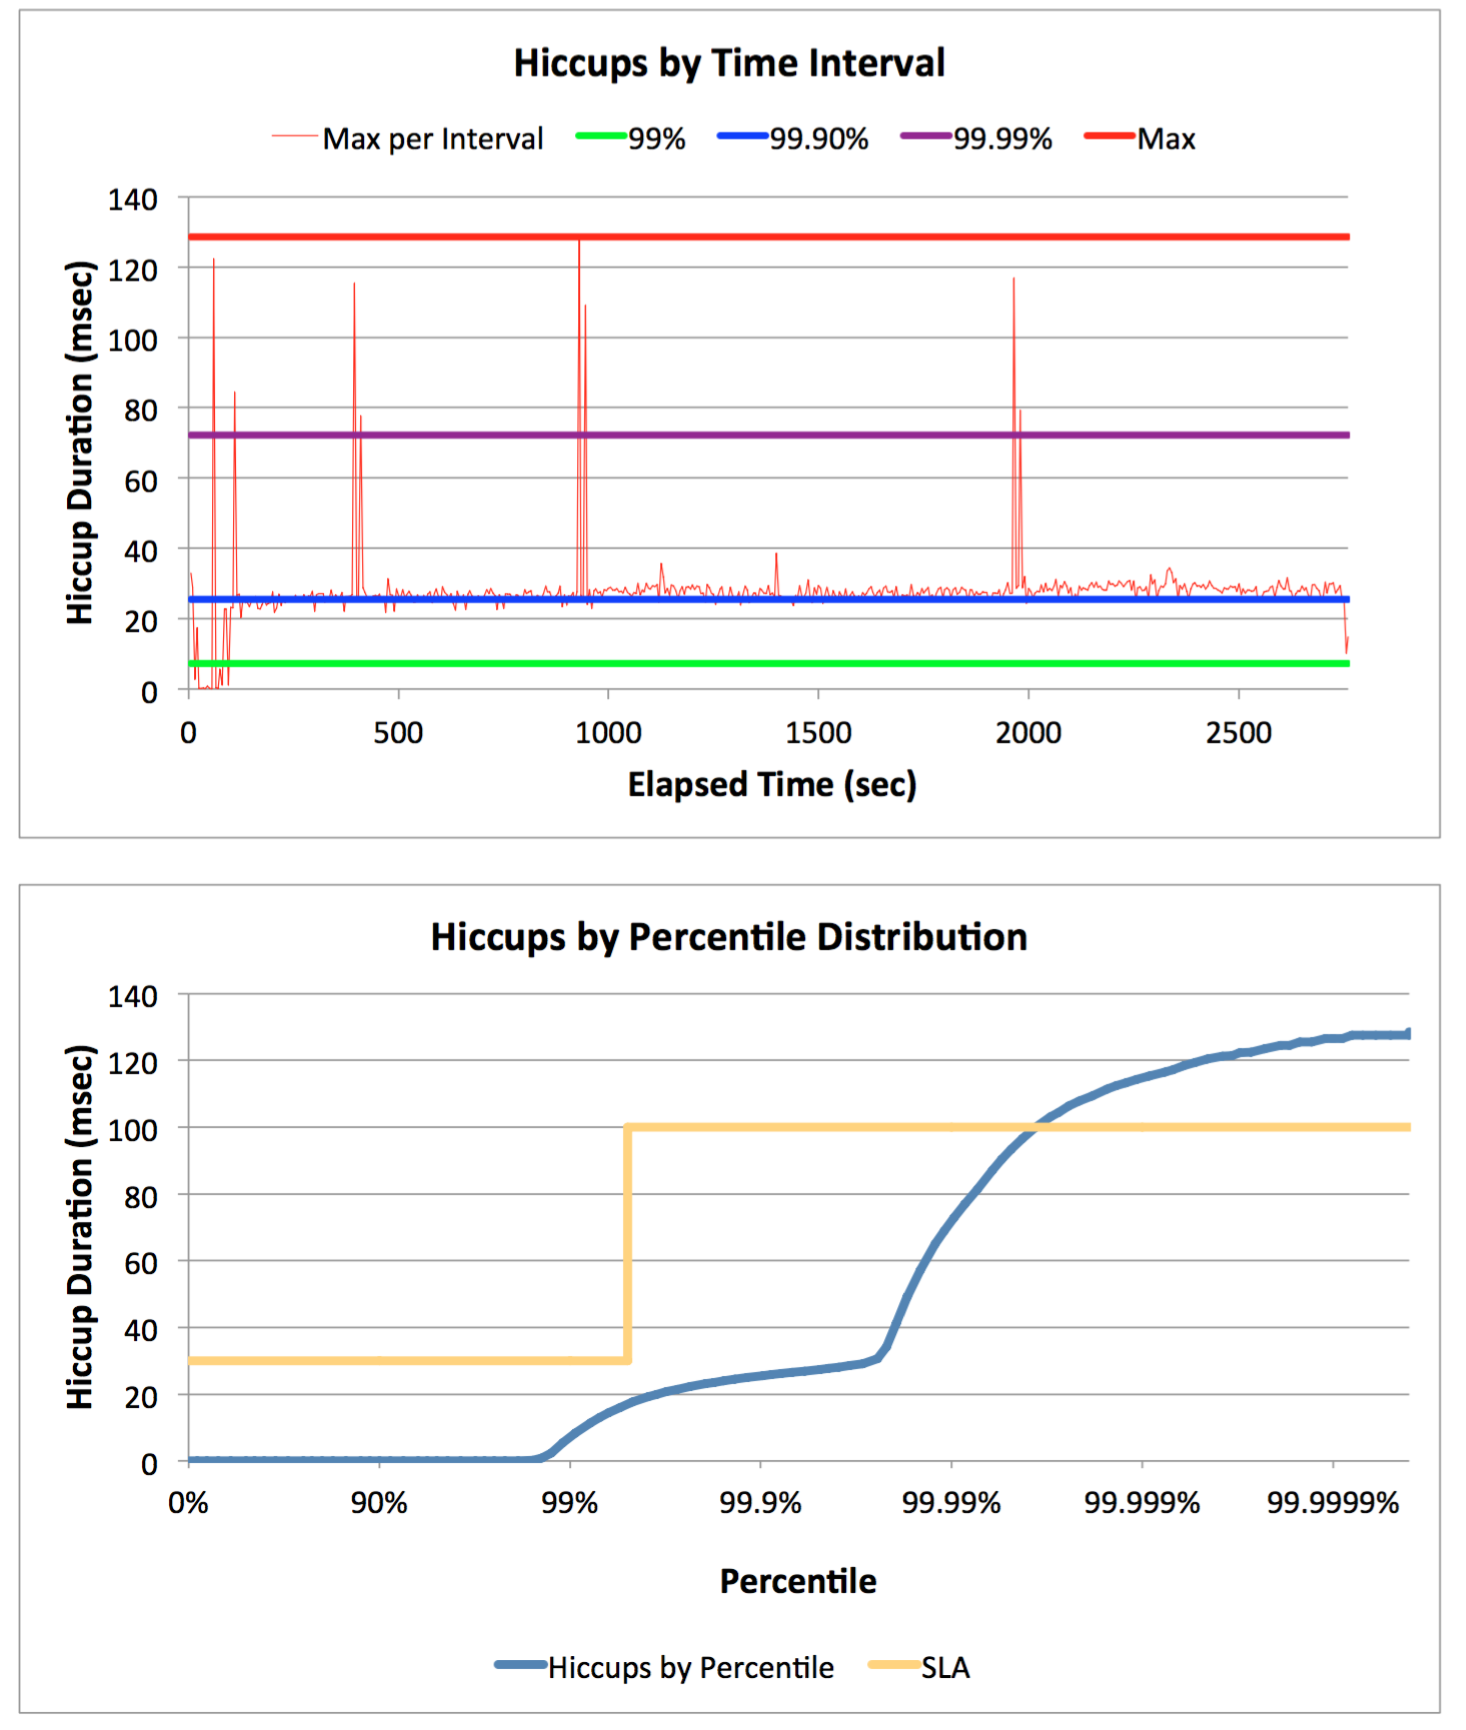 Hiccups by Time Interval
Max per Interval 99% 99.90% 99.99% Max
Hiccup Duration (msec)
140
120
100
80
60
40
20
0
0 500 1000 1500 2000 2500
Elapsed Time (sec)
Hiccups by Percentile Distribution
Hiccup Duration (msec)
140
120
100
80
60
40
20
0
0% 90% 99% 99.9% 99.99% 99.999% 99.9999%
Percentile
Hiccups by Percentile SLA